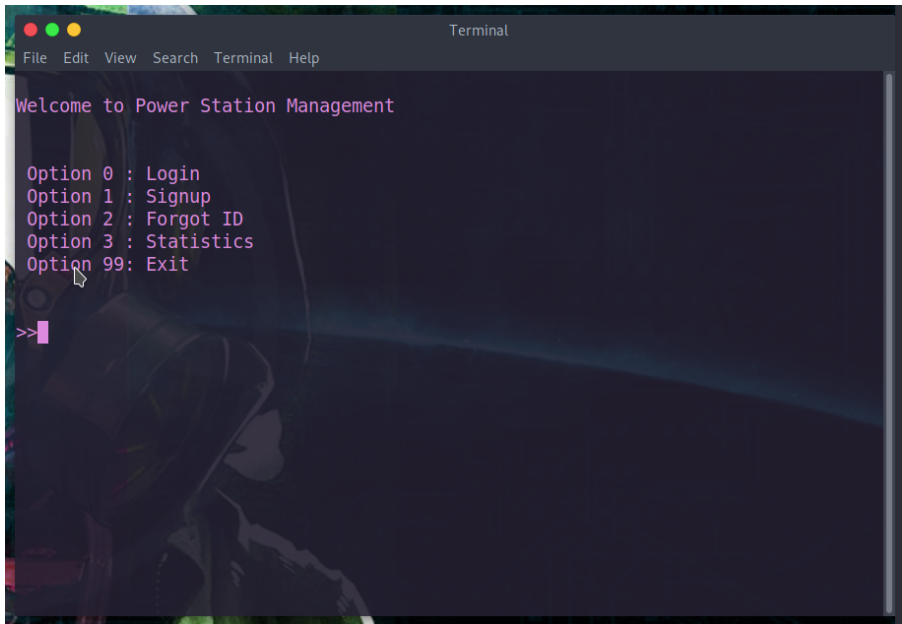 Terminal
File Edit View Search Terminal Help
Welcome to Power Station Management
Option 0 : Login
Option 1 : Signup
Option 2 : Forgot ID
Option 3 : Statistics
Option 99: Exit
>>